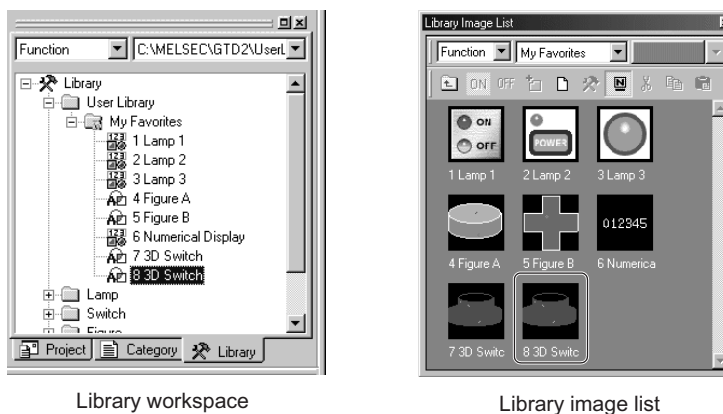 Function
C:\MELSEC\GTD2\UserL
Library
User Library
My Favorites
1 Lamp 1
2 Lamp 2
3 Lamp 3
4 Figure A
5 Figure B
6 Numerical Display
7 3D Switch
8 3D Switch
Lamp
Switch
Figure
Project
Category
Library
Library workspace
Library Image List
Function
My Favorites
ON OFF
ON
OFF
POWER
1 Lamp 1
2 Lamp 2
3 Lamp 3
012345
4 Figure A
5 Figure B
6 Numerica
7 3D Switc
8 3D Switc
Library image list